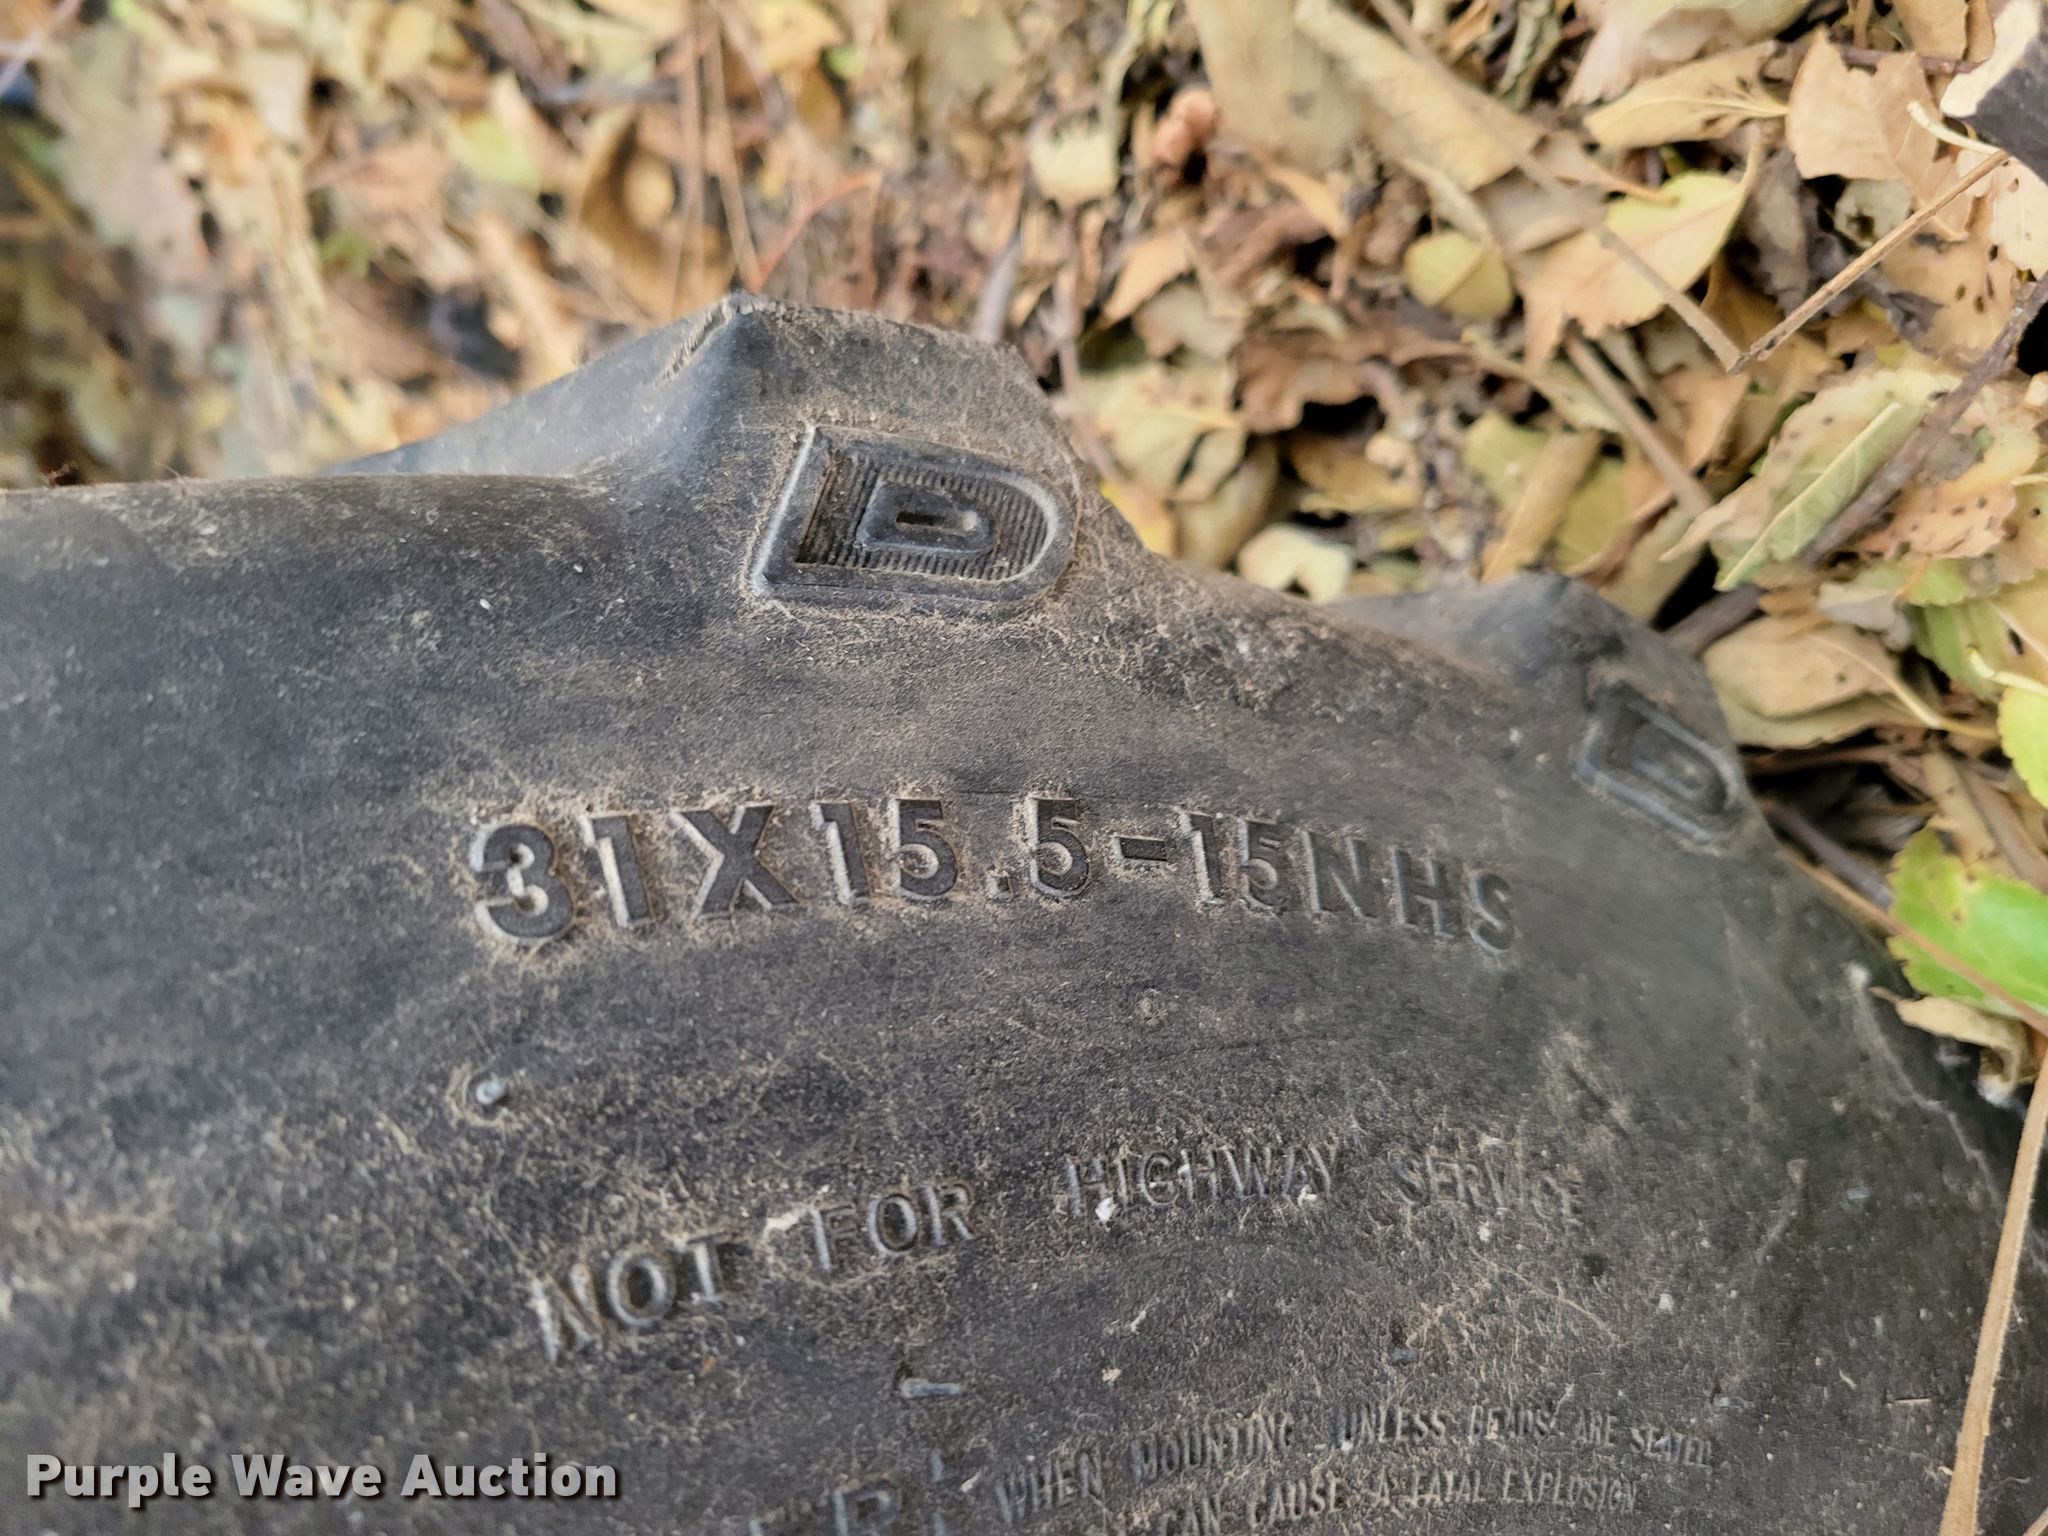 31X15.5-15NHS
NOT FOR HIGHWAY SERVICE
WHEN MOUNTING UNLESS BEADS ARE SEATED
CAN CAUSE A FATAL EXPLOSION
Purple Wave Auction